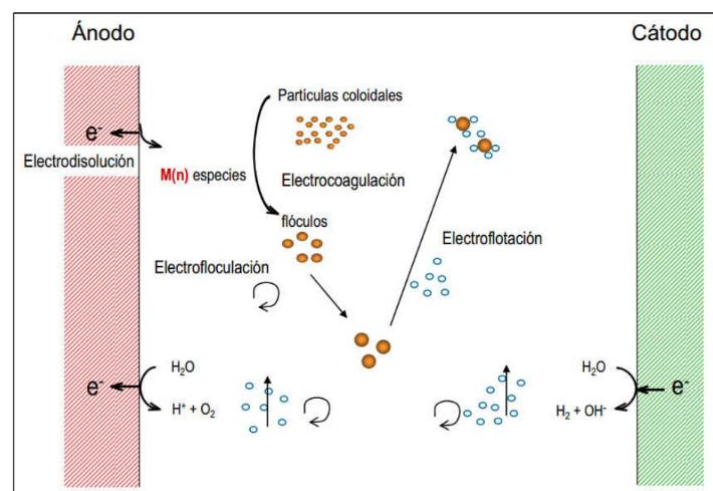 Ánodo
Cátodo
Partículas coloidales
e-
Electrodisolución
M(n) especies
Electrocoagulación
flóculos
Electroflotación
Electrofloculación
H2O
e-
H+ + O2
H2O
e-
H2 + OH-